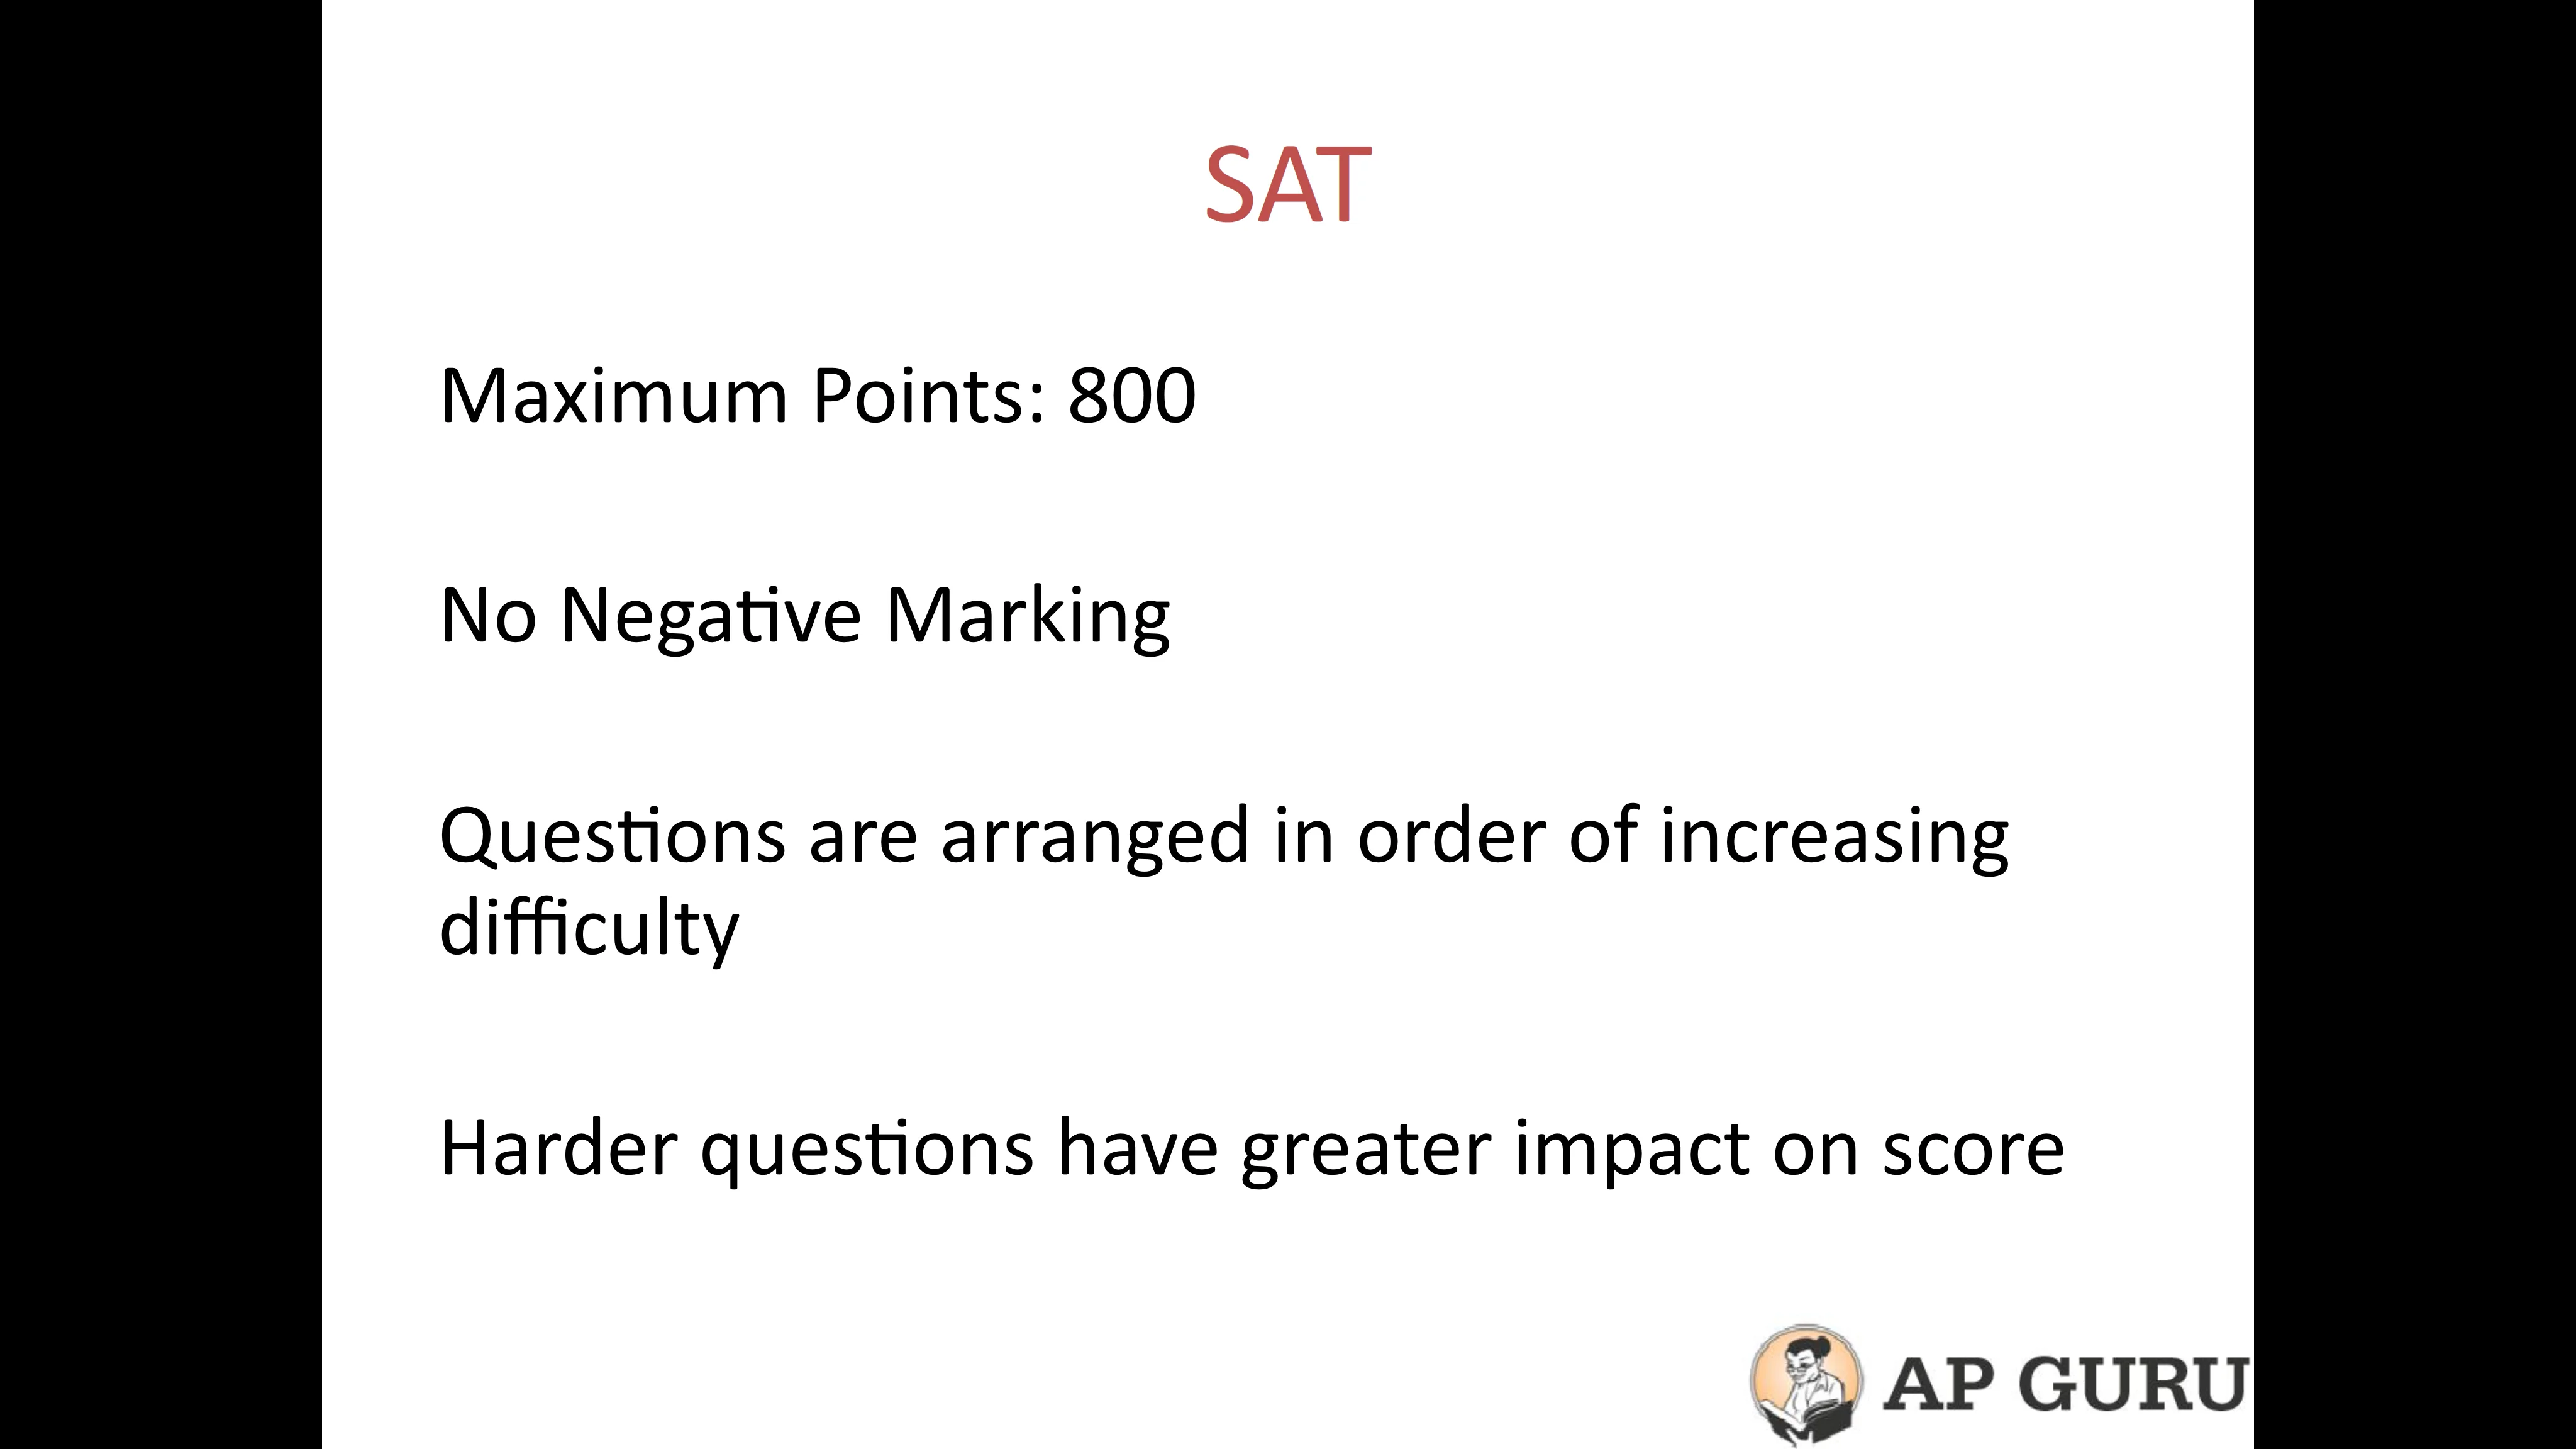 SAT
Maximum Points: 800
No Negative Marking
Questions are arranged in order of increasing
difficulty
Harder questions have greater impact on score
AP GURU